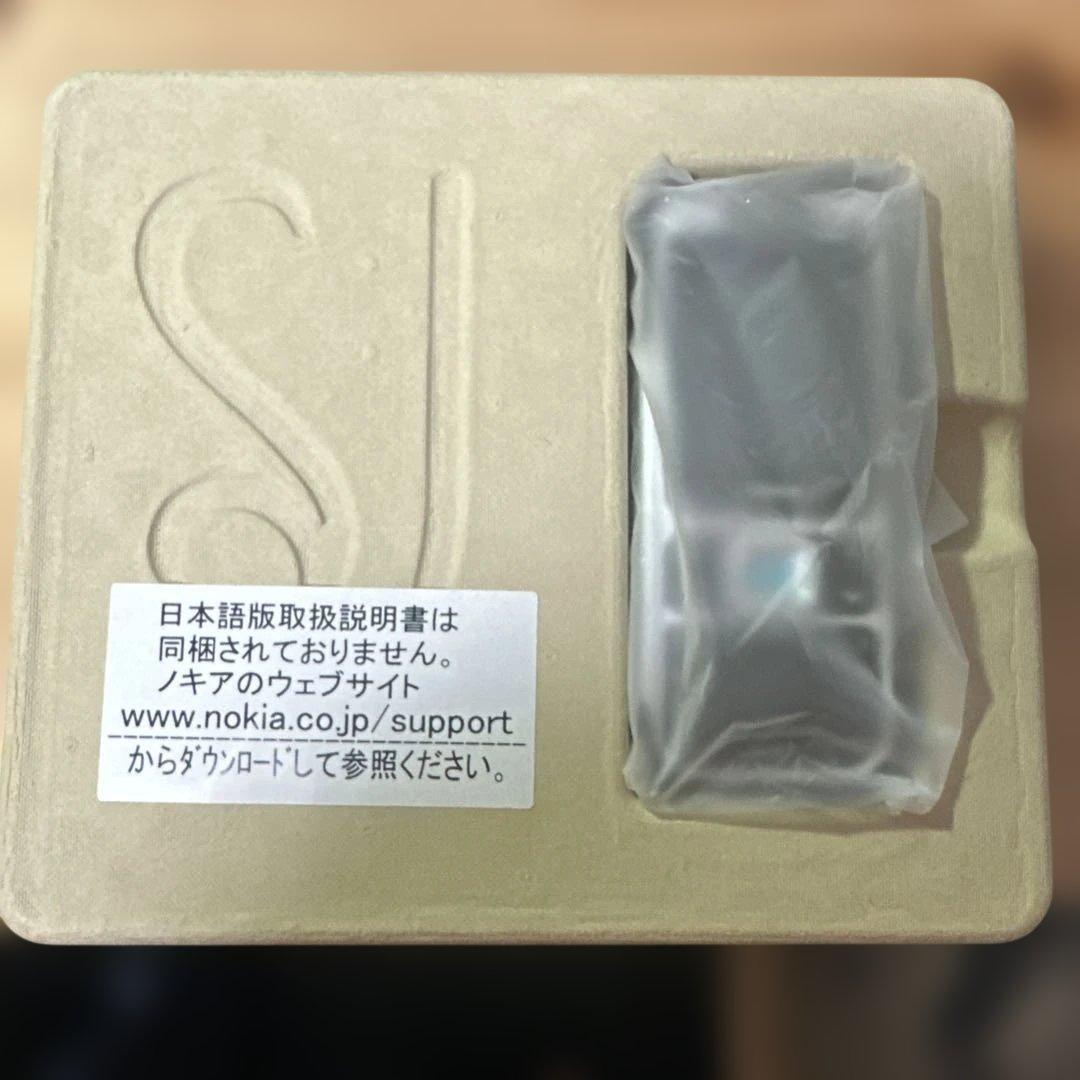 日本語版取扱説明書は
同梱されておりません。
ノキアのウェブサイト
www.nokia.co.jp/support
からﾀﾞｳﾝﾛｰﾄﾞして参照ください。